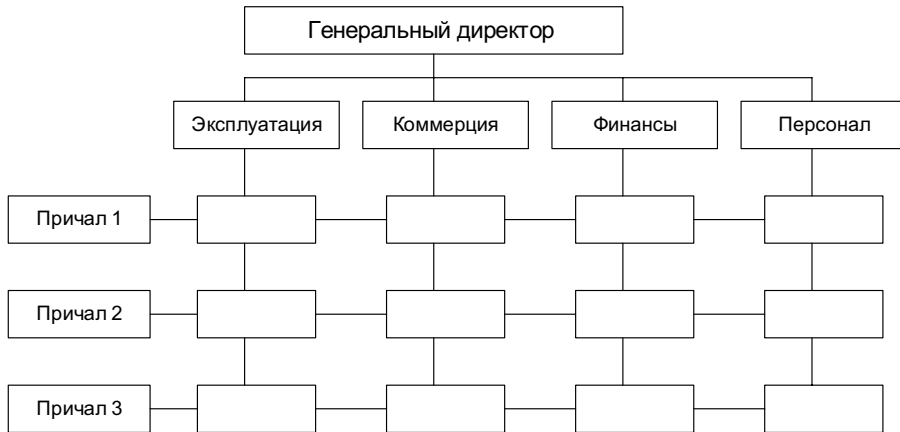 Генеральный директор
Эксплуатация
Коммерция
Финансы
Персонал
Причал 1
Причал 2
Причал 3